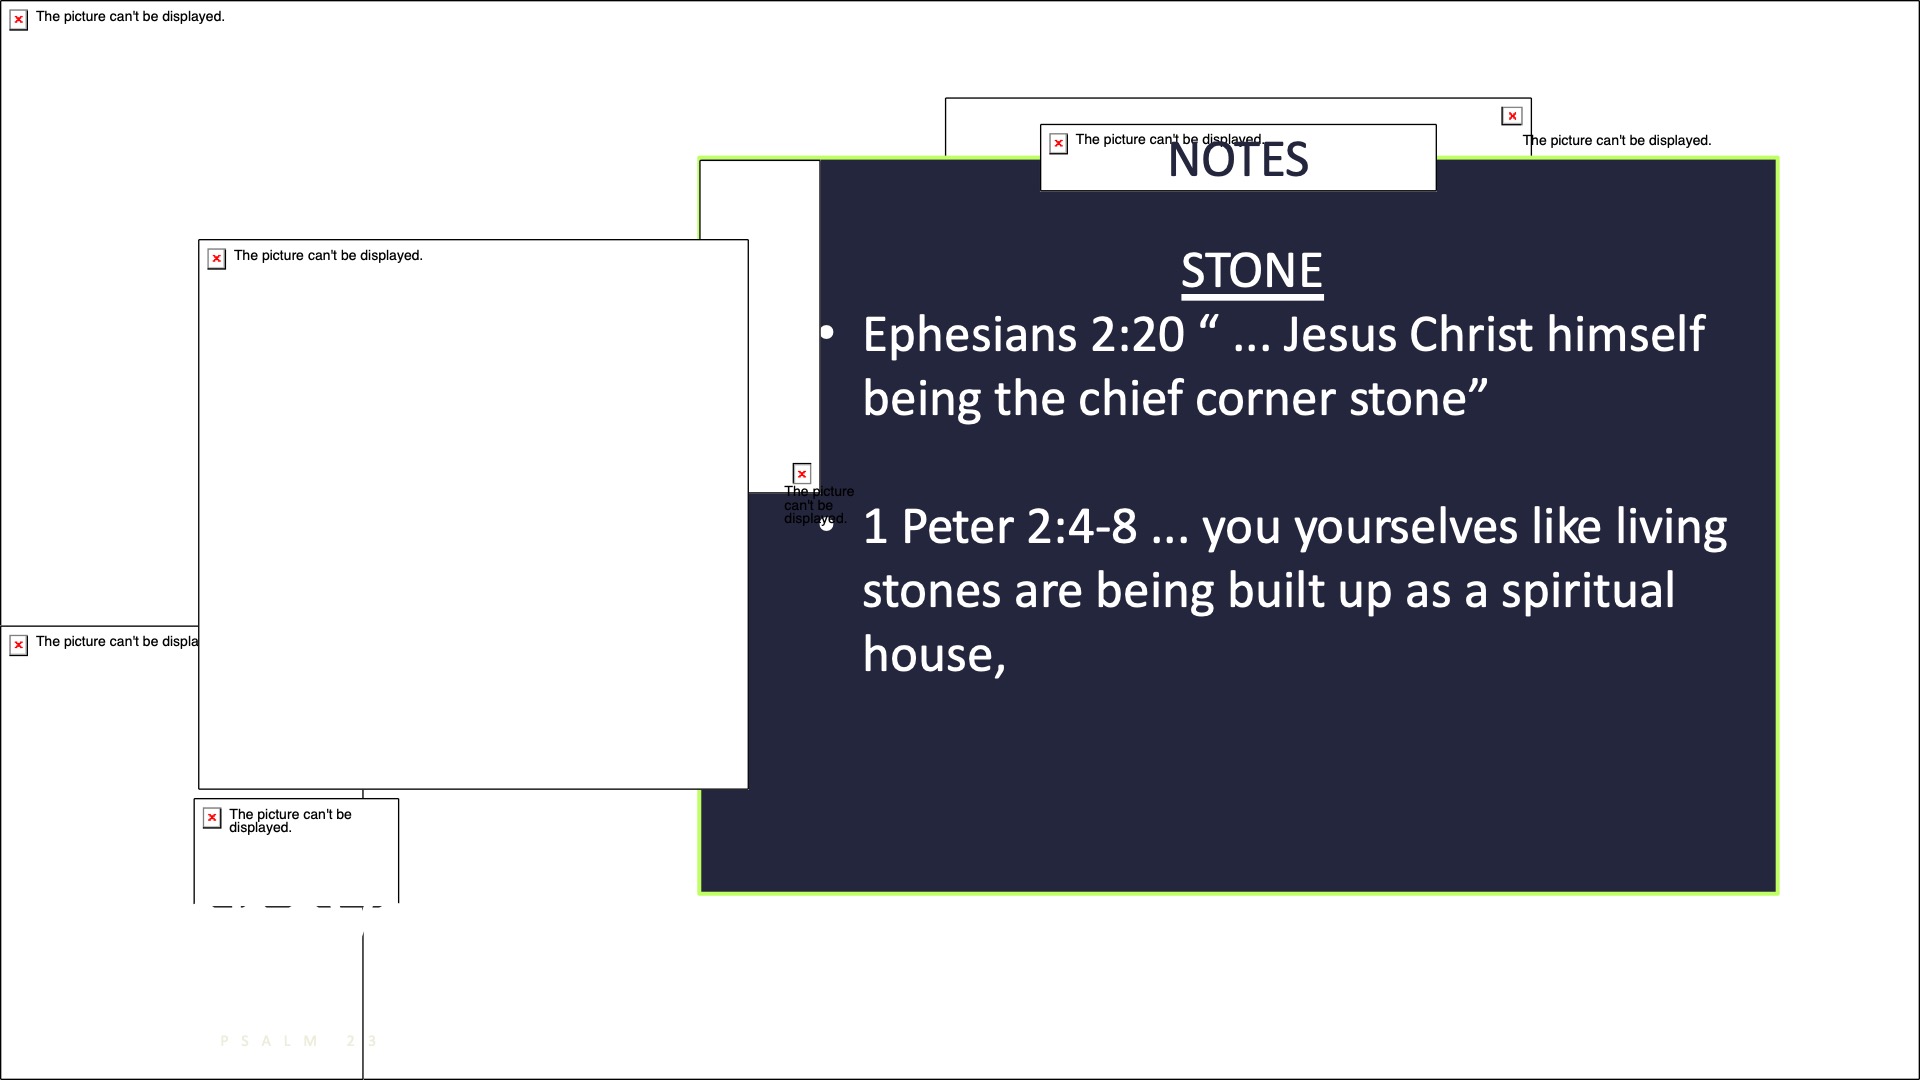 The picture can't be displayed.
The picture can't be displayed.
The picture can't be displayed.
NOTES
The picture can't be displayed.
STONE
• Ephesians 2:20 “ ... Jesus Christ himself
being the chief corner stone”
The picture
can't be
displayed.
• 1 Peter 2:4-8 ... you yourselves like living
stones are being built up as a spiritual
house,
The picture can't be
The picture can't be
displayed.
PSALM 23